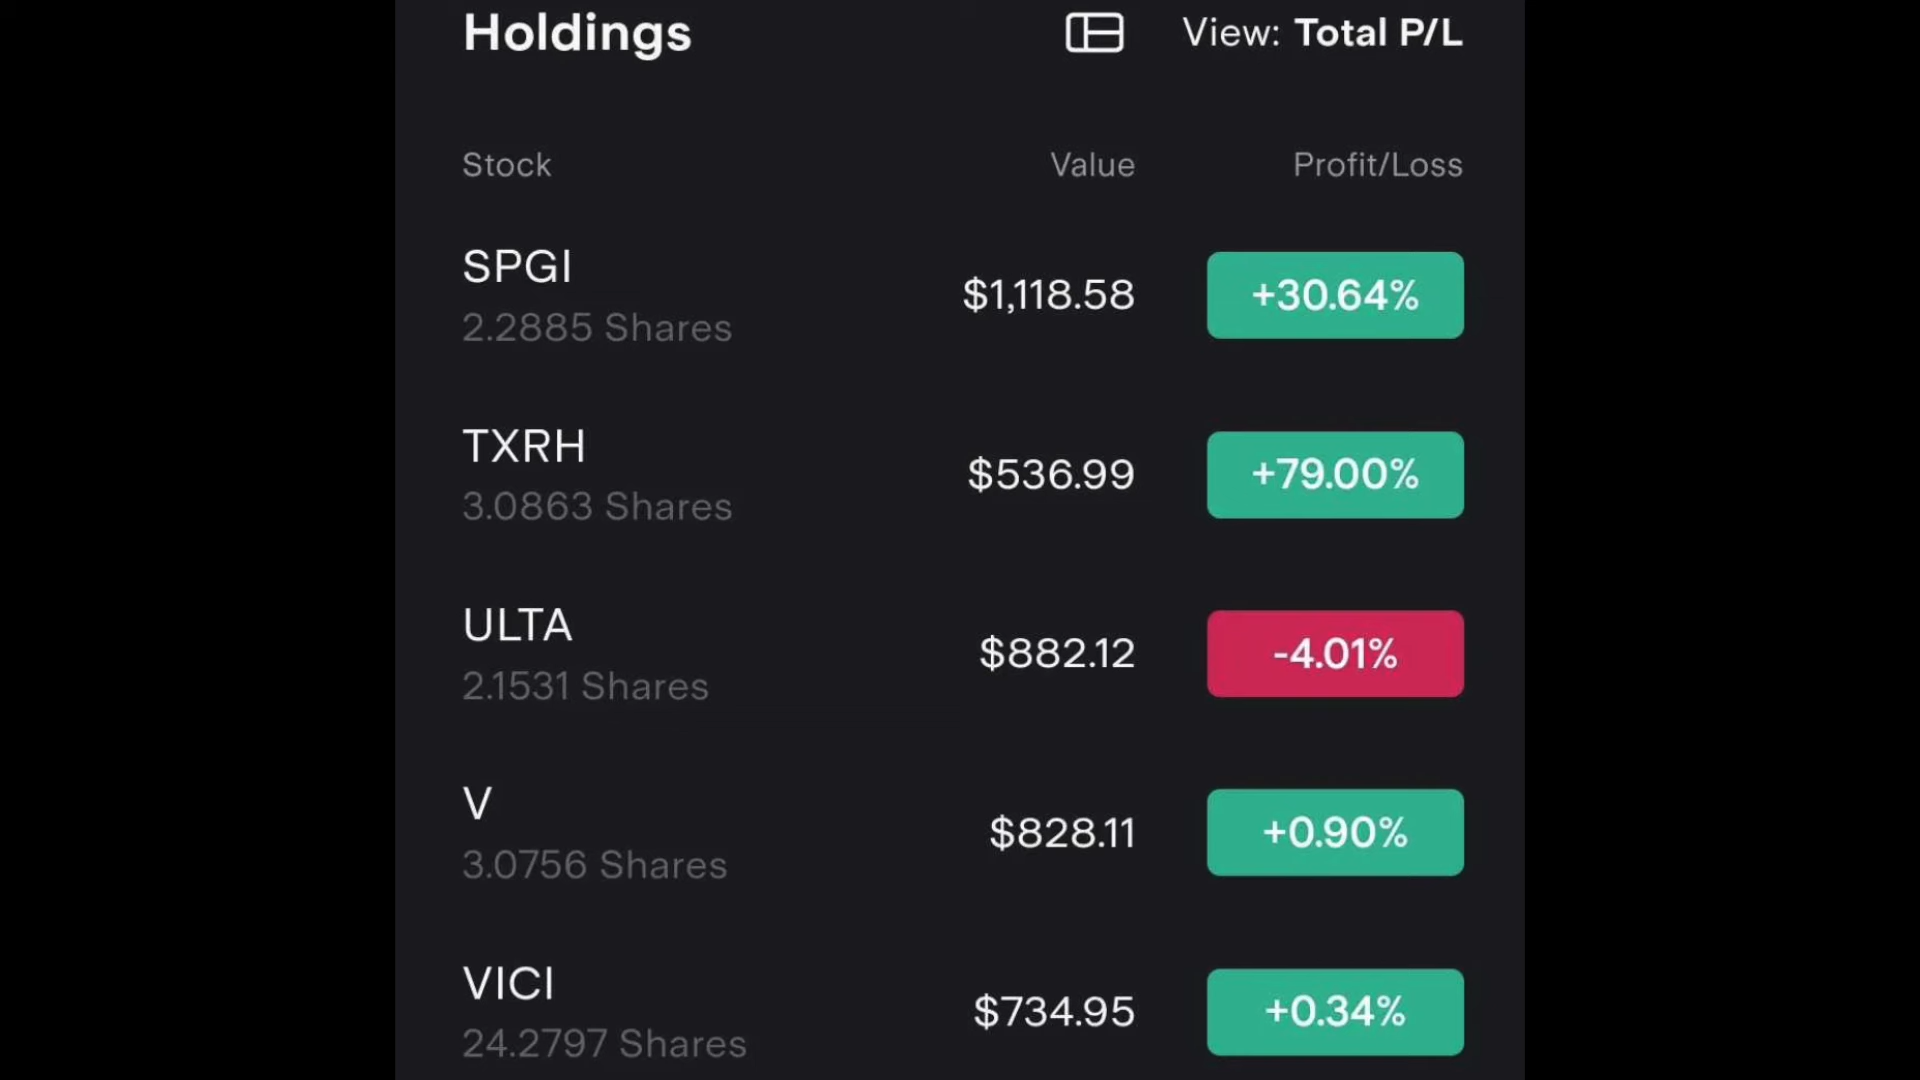 Holdings
View: Total P/L
Stock Value Profit/Loss
SPGI
2.2885 Shares
$1,118.58
+30.64%
TXRH
3.0863 Shares
$536.99
+79.00%
ULTA
2.1531 Shares
$882.12
-4.01%
V
3.0756 Shares
$828.11
+0.90%
VICI
24.2797 Shares
$734.95
+0.34%